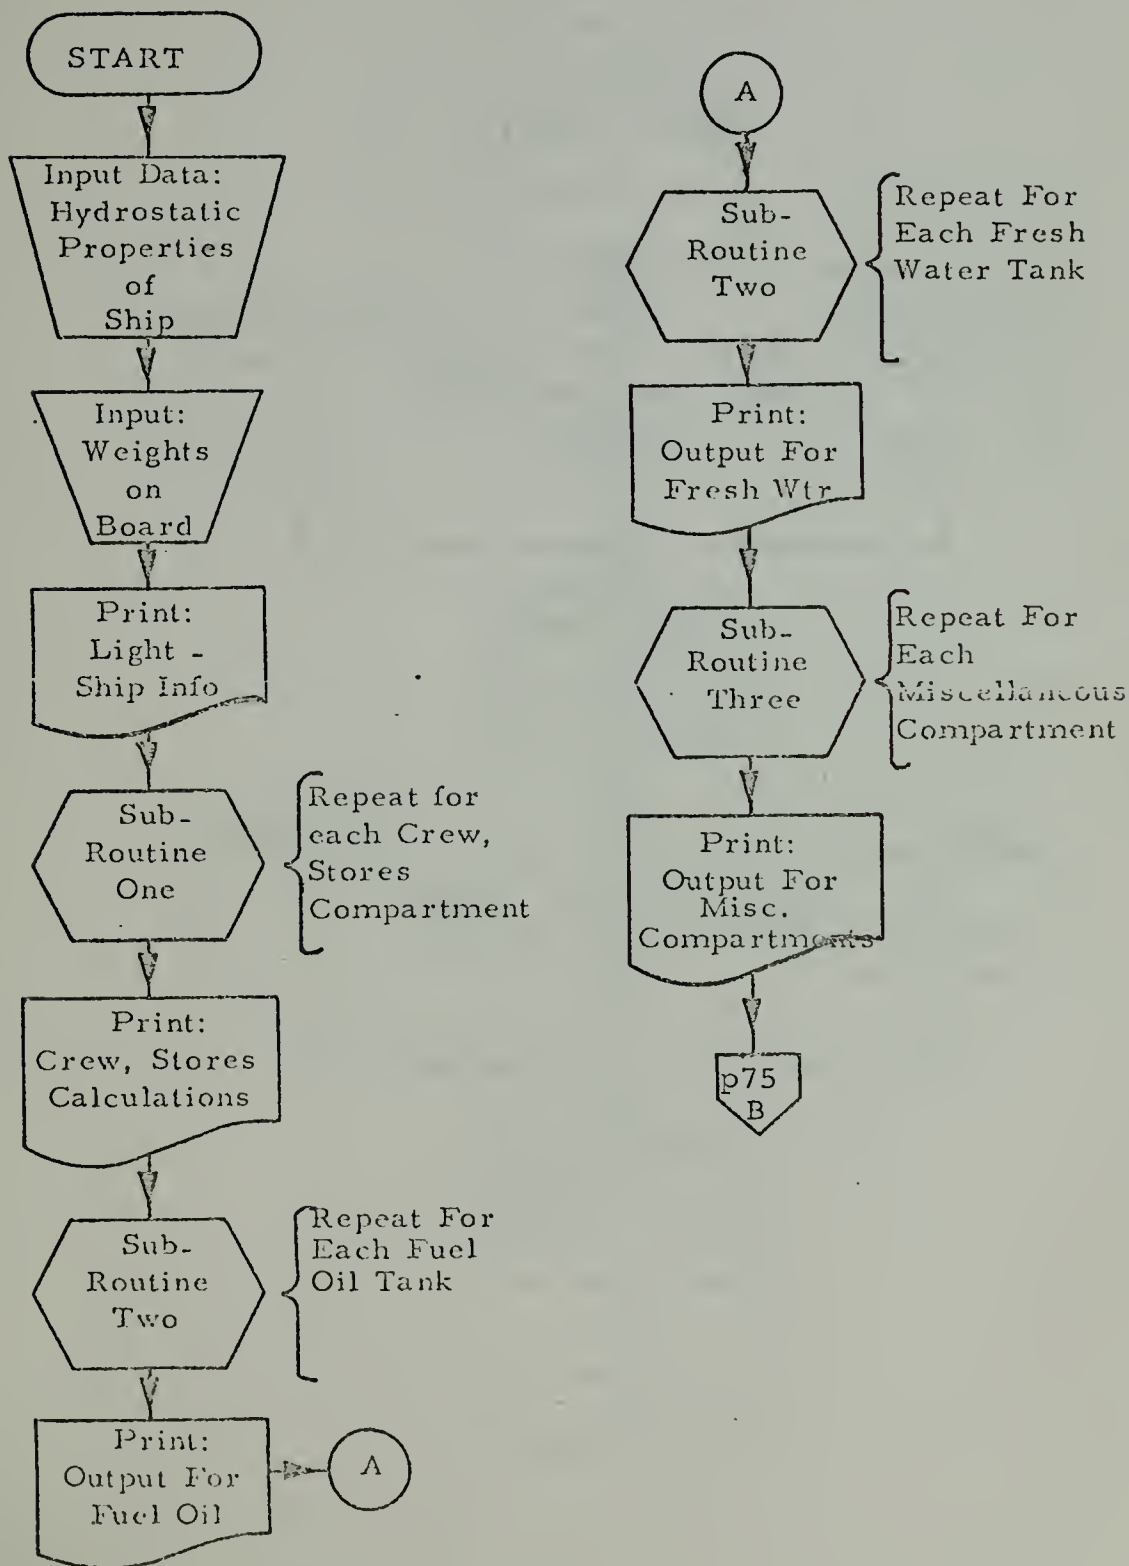 START
Input Data:
Hydrostatic
Properties
of
Ship
Input:
Weights
on
Board
Print:
Light -
Ship Info
Sub-
Routine
One
Repeat for
each Crew,
Stores
Compartment
Print:
Crew, Stores
Calculations
Sub-
Routine
Two
Repeat For
Each Fuel
Oil Tank
Print:
Output For
Fuel Oil
A
A
Sub-
Routine
Two
Repeat For
Each Fresh
Water Tank
Print:
Output For
Fresh Wtr
Sub-
Routine
Three
Repeat For
Each
Miscellaneous
Compartment
Print:
Output For
Misc.
Compartments
p75
B